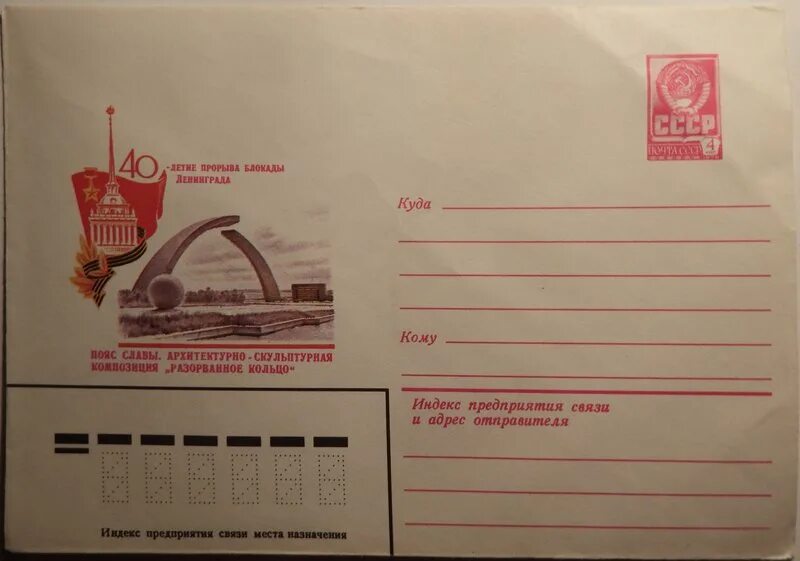 СССР
ПОЧТА СССР 4
40 -ЛЕТИЕ ПРОРЫВА БЛОКАДЫ
ЛЕНИНГРАДА
ПОЯС СЛАВЫ. АРХИТЕКТУРНО-СКУЛЬПТУРНАЯ
КОМПОЗИЦИЯ „РАЗОРВАННОЕ КОЛЬЦО“
Куда
Кому
Индекс предприятия связи
и адрес отправителя
Индекс предприятия связи места назначения